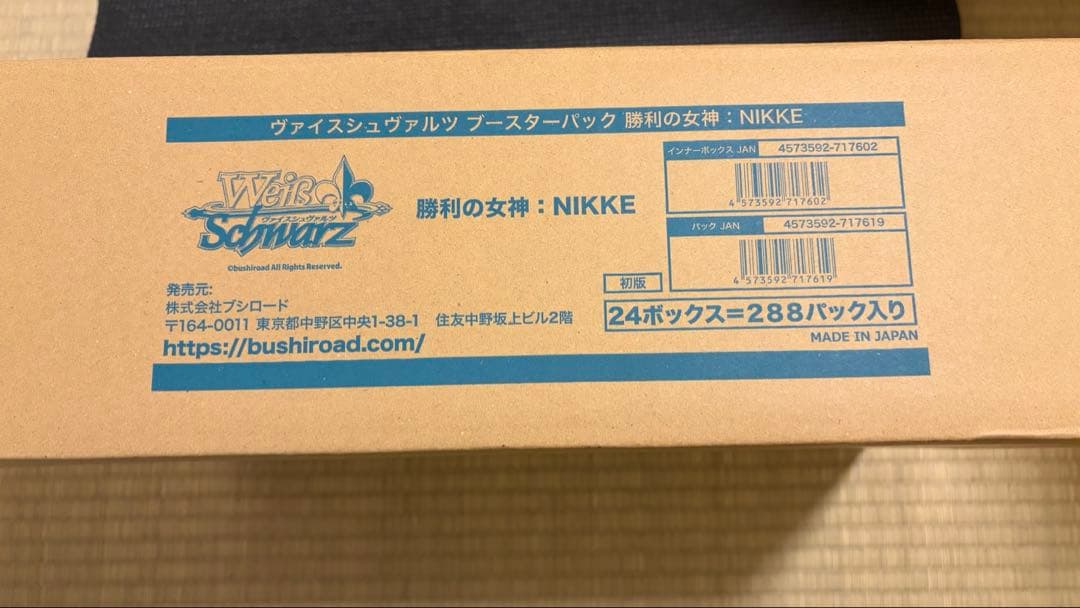 ヴァイスシュヴァルツ ブースターパック 勝利の女神：NIKKE
Weiß
ヴァイスシュヴァルツ
Schwarz
©bushiroad All Rights Reserved.
勝利の女神：NIKKE
インナーボックス JAN 4573592-717602
4 573592 717602
パック JAN 4573592-717619
4 573592 717619
発売元:
株式会社ブシロード
〒164-0011 東京都中野区中央1-38-1 住友中野坂上ビル2階
https://bushiroad.com/
初版
24ボックス＝288パック入り
MADE IN JAPAN